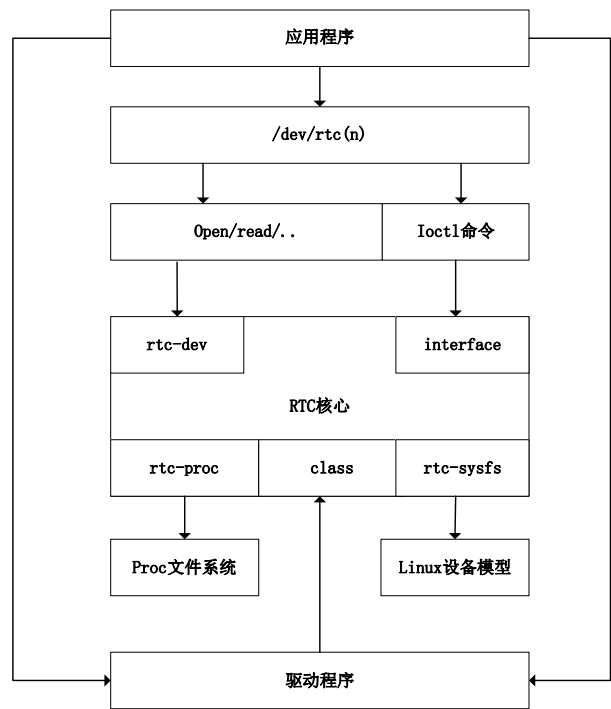 应用程序
/dev/rtc(n)
Open/read/..
Ioctl命令
rtc-dev
interface
RTC核心
rtc-proc
class
rtc-sysfs
Proc文件系统
Linux设备模型
驱动程序